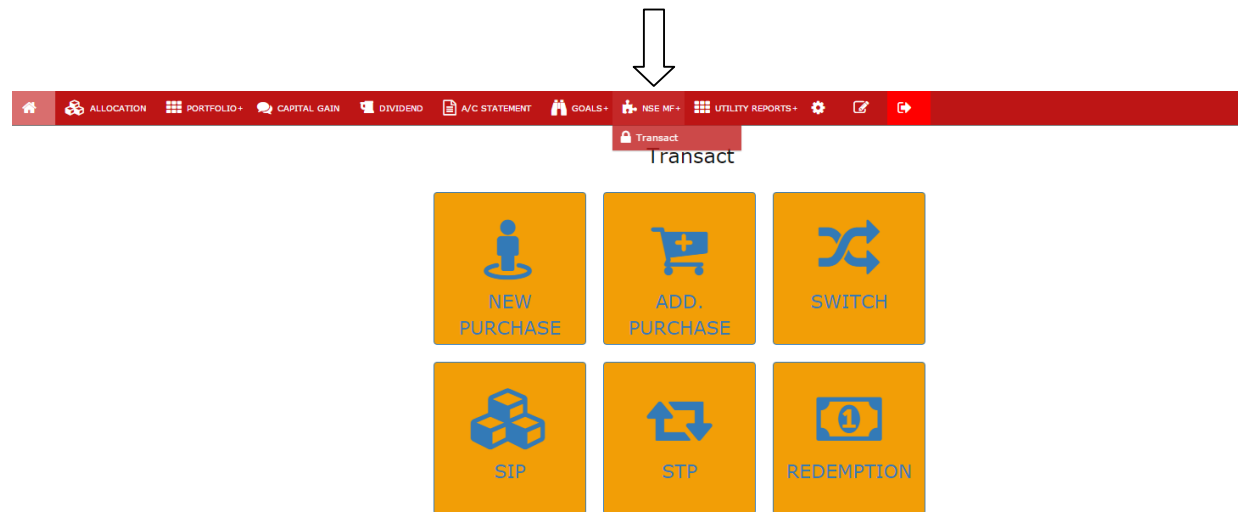 ALLOCATION PORTFOLIO+ CAPITAL GAIN DIVIDEND A/C STATEMENT GOALS+ NSE MF+ UTILITY REPORTS+
Transact
Transact
NEW
PURCHASE
ADD.
PURCHASE
SWITCH
SIP
STP
1
REDEMPTION